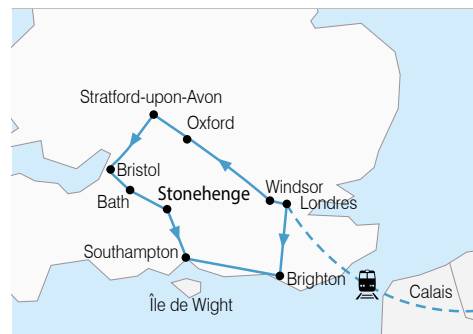 Stratford-upon-Avon
Oxford
Bristol
Bath
Stonehenge
Windsor
Londres
Southampton
Brighton
Calais
Île de Wight